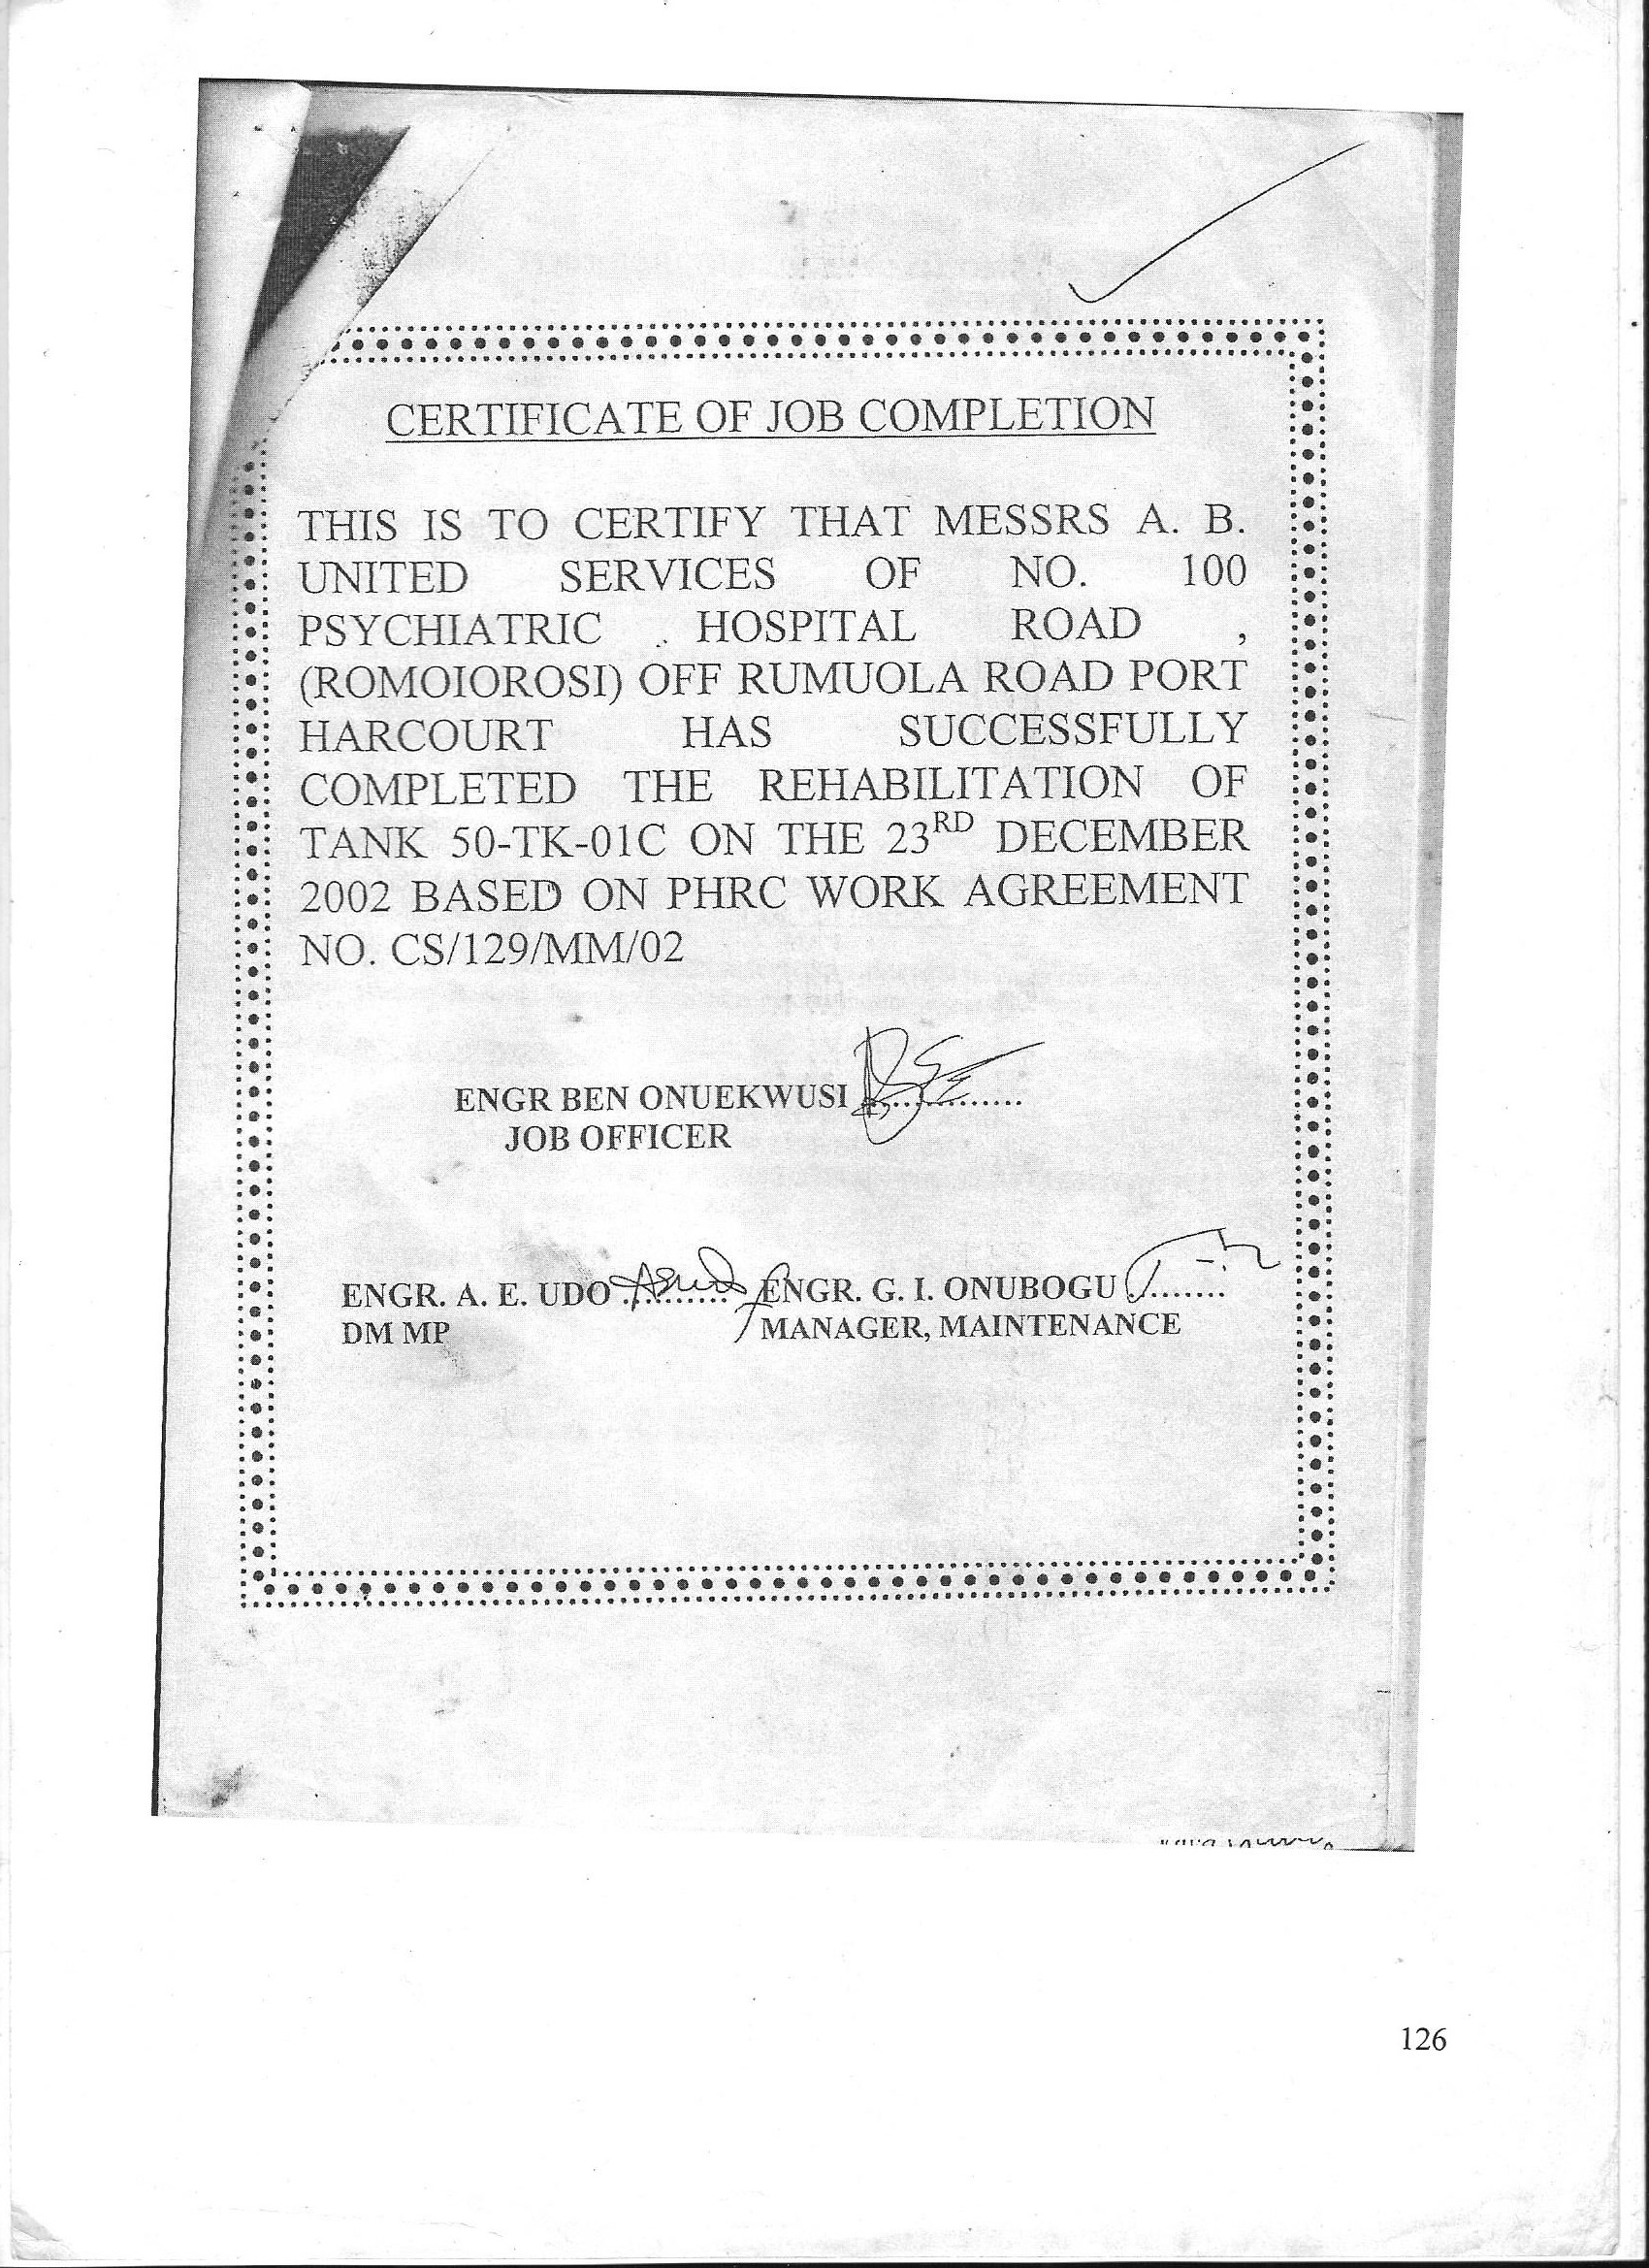 CERTIFICATE OF JOB COMPLETION
THIS IS TO CERTIFY THAT MESSRS A. B.
UNITED SERVICES OF NO. 100
PSYCHIATRIC HOSPITAL ROAD ,
(ROMOIOROSI) OFF RUMUOLA ROAD PORT
HARCOURT HAS SUCCESSFULLY
COMPLETED THE REHABILITATION OF
TANK 50-TK-01C ON THE 23RD DECEMBER
2002 BASED ON PHRC WORK AGREEMENT
NO. CS/129/MM/02
ENGR BEN ONUEKWUSI ..............
JOB OFFICER
ENGR. A. E. UDO ........... ENGR. G. I. ONUBOGU ........
DM MP MANAGER, MAINTENANCE
126